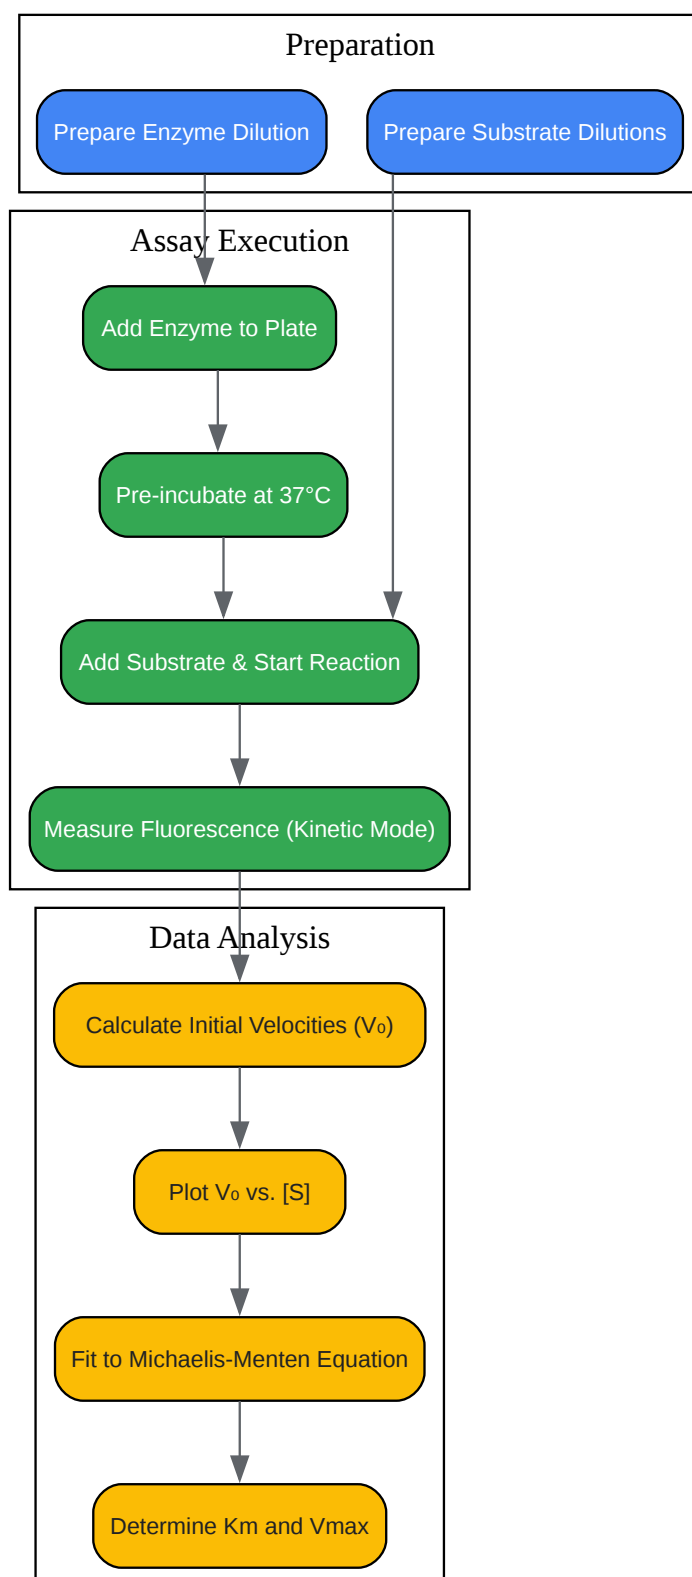 Preparation
Prepare Enzyme Dilution
Prepare Substrate Dilutions
Assay Execution
Add Enzyme to Plate
Pre-incubate at 37°C
Add Substrate & Start Reaction
Measure Fluorescence (Kinetic Mode)
Data Analysis
Calculate Initial Velocities (V₀)
Plot V₀ vs. [S]
Fit to Michaelis-Menten Equation
Determine Km and Vmax